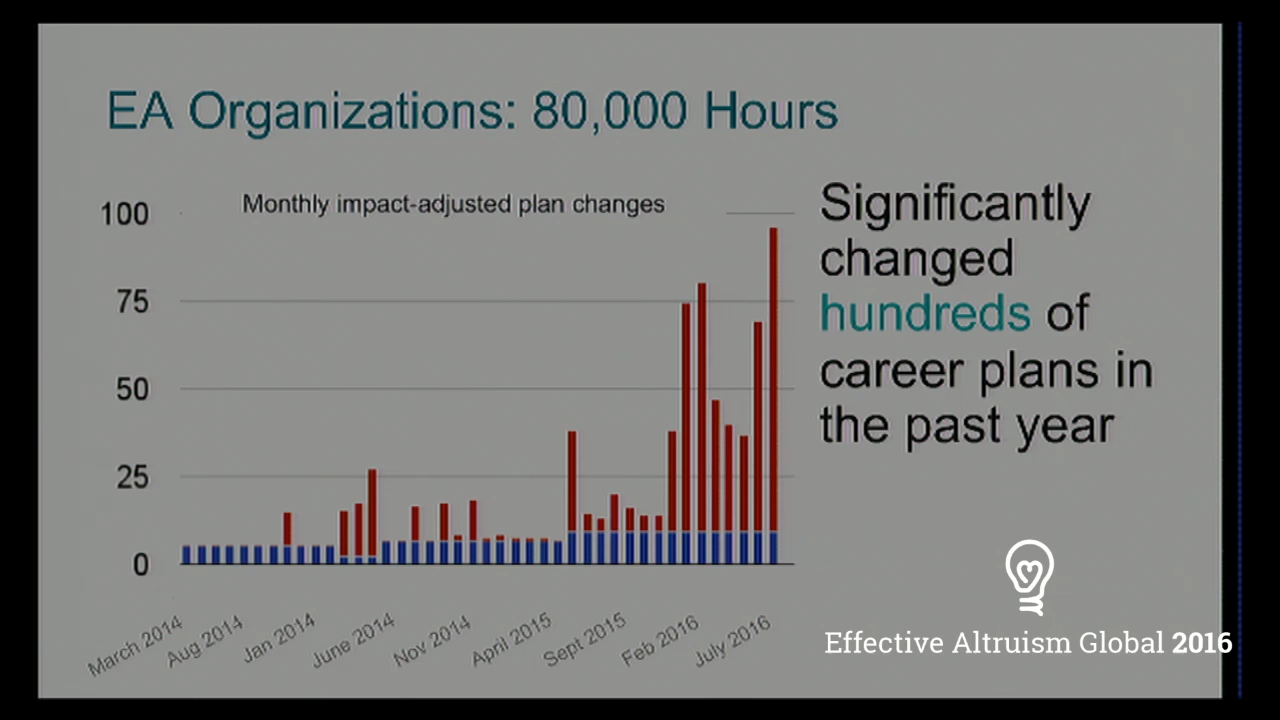 EA Organizations: 80,000 Hours
Monthly impact-adjusted plan changes
100
75
50
25
0
March 2014
Aug 2014
Jan 2014
June 2014
Nov 2014
April 2015
Sept 2015
Feb 2016
July 2016
Significantly
changed
hundreds of
career plans in
the past year
Effective Altruism Global 2016